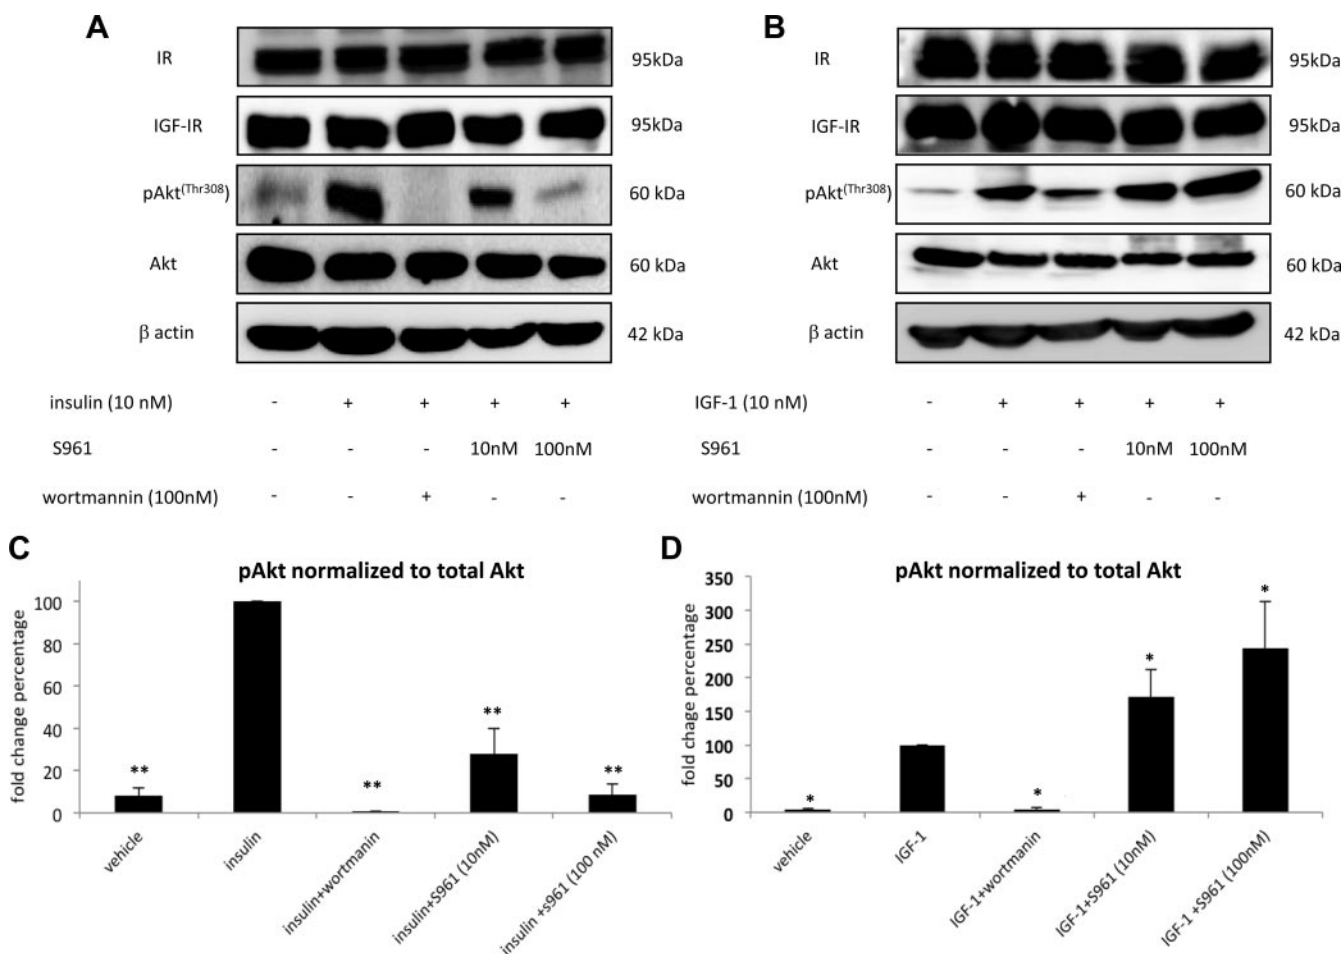 A
IR 95kDa
IGF-IR 95kDa
pAkt(Thr308) 60 kDa
Akt 60 kDa
β actin 42 kDa
insulin (10 nM) - + + + +
S961 - - - 10nM 100nM
wortmannin (100nM) - - + - -
B
IR 95kDa
IGF-IR 95kDa
pAkt(Thr308) 60 kDa
Akt 60 kDa
β actin 42 kDa
IGF-1 (10 nM) - + + + +
S961 - - - 10nM 100nM
wortmannin (100nM) - - + - -
C
pAkt normalized to total Akt
fold change percentage
100
80
60
40
20
0
** ** ** **
vehicle
insulin
insulin+wortmanin
insulin+S961 (10nM)
insulin +s961 (100 nM)
D
pAkt normalized to total Akt
fold chage percentage
350
300
250
200
150
100
50
0
* * * *
vehicle
IGF-1
IGF-1+wortmanin
IGF-1+S961 (10nM)
IGF-1 +S961 (100nM)